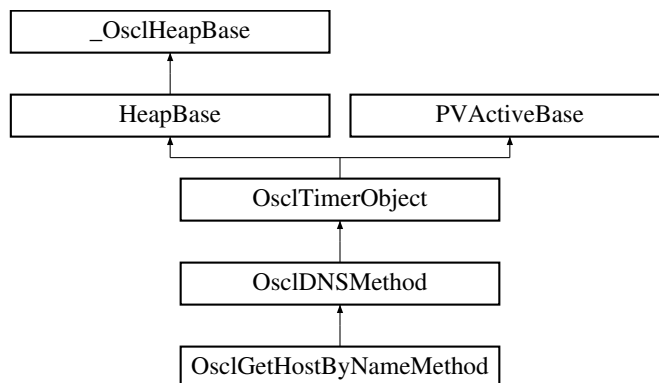 _OsclHeapBase
HeapBase
PVActiveBase
OsclTimerObject
OsclDNSMethod
OsclGetHostByNameMethod